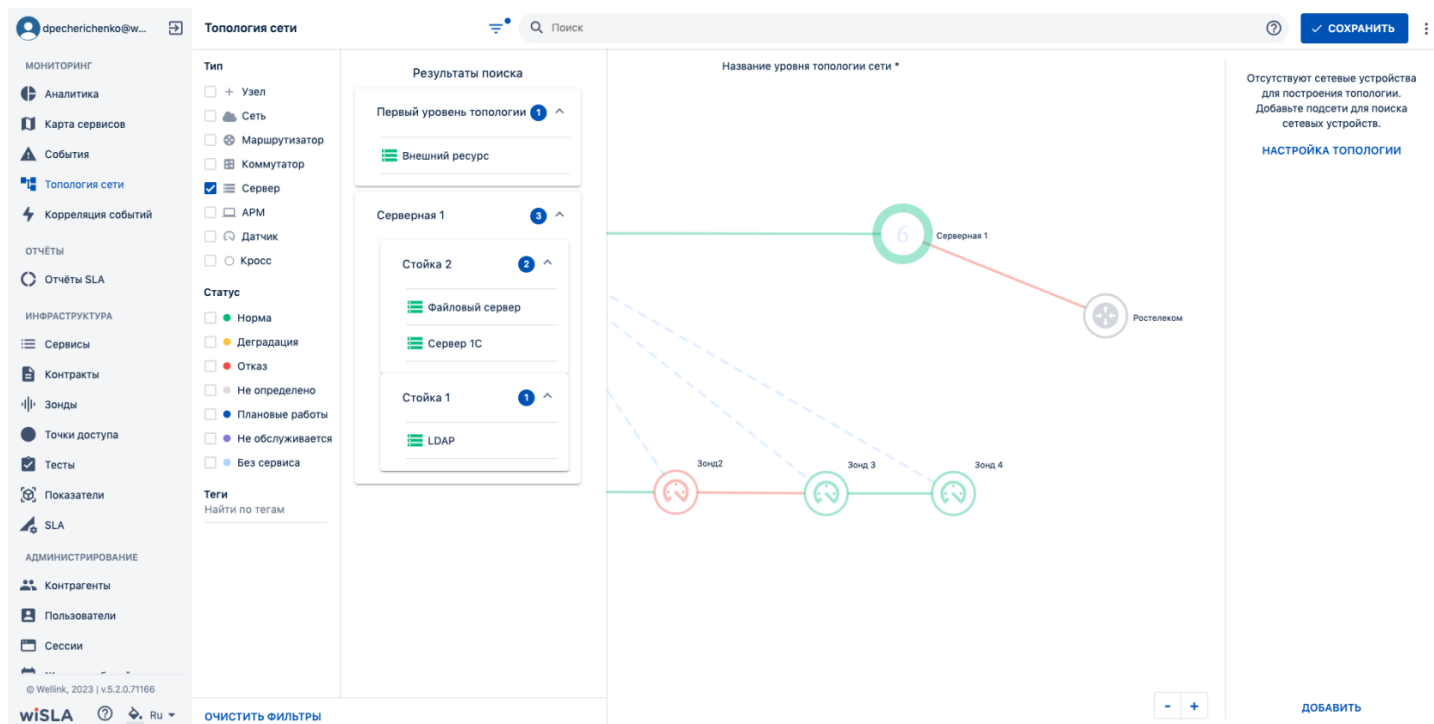 dpecherichenko@w...
МОНИТОРИНГ
Аналитика
Карта сервисов
События
Топология сети
Корреляция событий
ОТЧЁТЫ
Отчёты SLA
ИНФРАСТРУКТУРА
Сервисы
Контракты
Зонды
Точки доступа
Тесты
Показатели
SLA
АДМИНИСТРИРОВАНИЕ
Контрагенты
Пользователи
Сессии
© Wellink, 2023 | v.5.2.0.71166
wiSLA
Ru
Топология сети
Поиск
СОХРАНИТЬ
Тип
Узел
Сеть
Маршрутизатор
Коммутатор
Сервер
АРМ
Датчик
Кросс
Статус
Норма
Деградация
Отказ
Не определено
Плановые работы
Не обслуживается
Без сервиса
Теги
Найти по тегам
ОЧИСТИТЬ ФИЛЬТРЫ
Результаты поиска
Первый уровень топологии 1
Внешний ресурс
Серверная 1 3
Стойка 2 2
Файловый сервер
Сервер 1С
Стойка 1 1
LDAP
Название уровня топологии сети *
6 Серверная 1
Ростелеком
Зонд2
Зонд 3
Зонд 4
- +
Отсутствуют сетевые устройства
для построения топологии.
Добавьте подсети для поиска
сетевых устройств.
НАСТРОЙКА ТОПОЛОГИИ
ДОБАВИТЬ